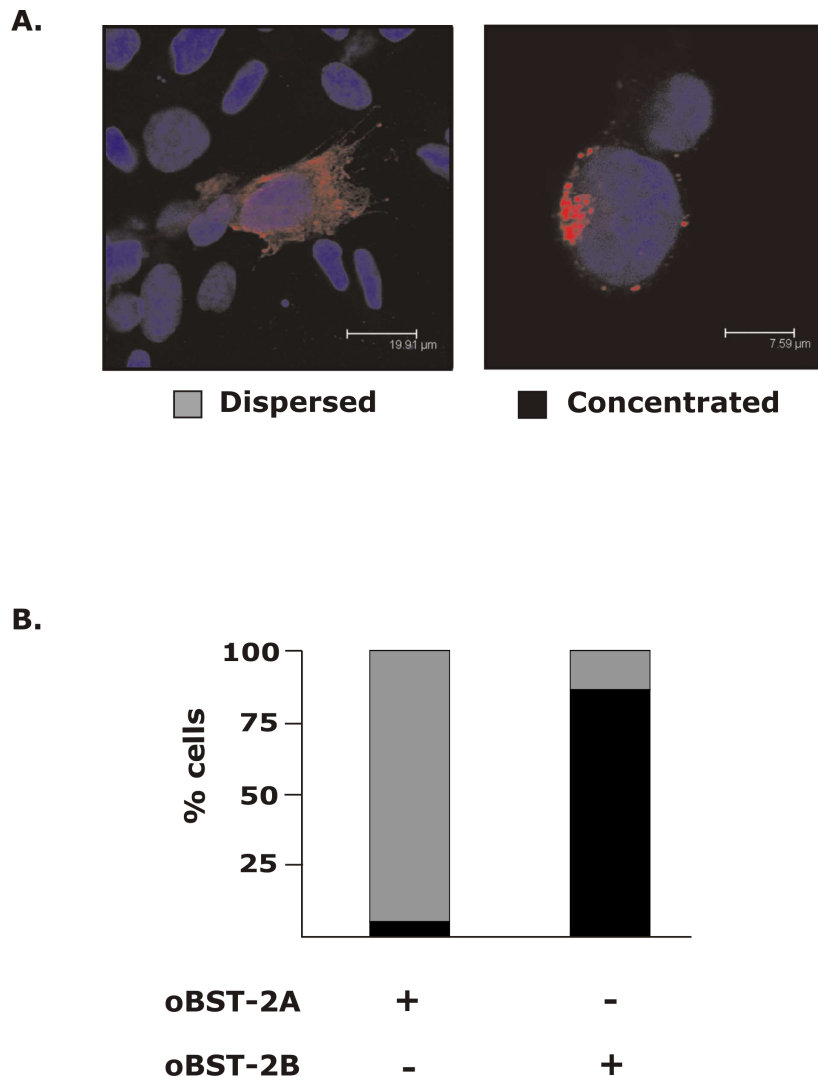 A.
19.91 µm
7.59 µm
Dispersed
Concentrated
B.
100
75
50
25
% cells
oBST-2A + -
oBST-2B - +